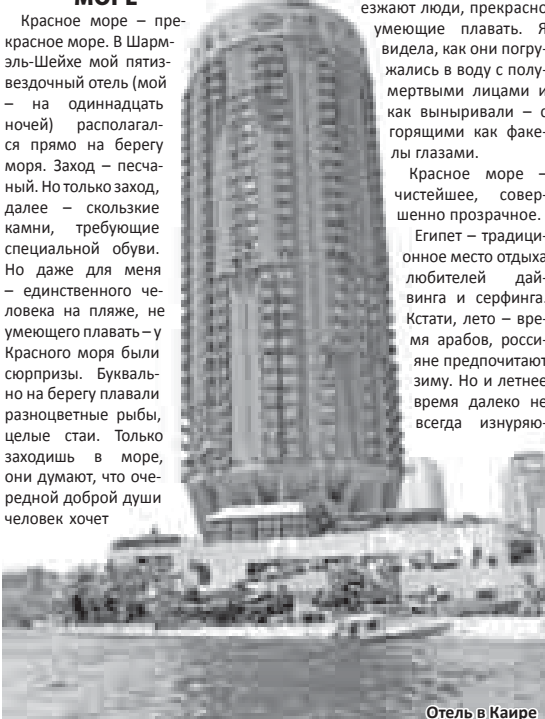 МОРЕ
Красное море – пре-
красное море. В Шарм-
эль-Шейхе мой пятиз-
вездочный отель (мой
– на одиннадцать
ночей) располагал-
ся прямо на берегу
моря. Заход – песча-
ный. Но только заход,
далее – скользкие
камни, требующие
специальной обуви.
Но даже для меня
– единственного че-
ловека на пляже, не
умеющего плавать – у
Красного моря были
сюрпризы. Букваль-
но на берегу плавали
разноцветные рыбы,
целые стаи. Только
заходишь в море,
они думают, что оче-
редной доброй души
человек хочет
езжают люди, прекрасно
умеющие плавать. Я
видела, как они погру-
жались в воду с полу-
мертвыми лицами и
как выныривали – с
горящими как факе-
лы глазами.
Красное море –
чистейшее, совер-
шенно прозрачное.
Египет – традици-
онное место отдыха
любителей дай-
винга и серфинга.
Кстати, лето – вре-
мя арабов, росси-
яне предпочитают
зиму. Но и летнее
время далеко не
всегда изнуряю-
Отель в Каире